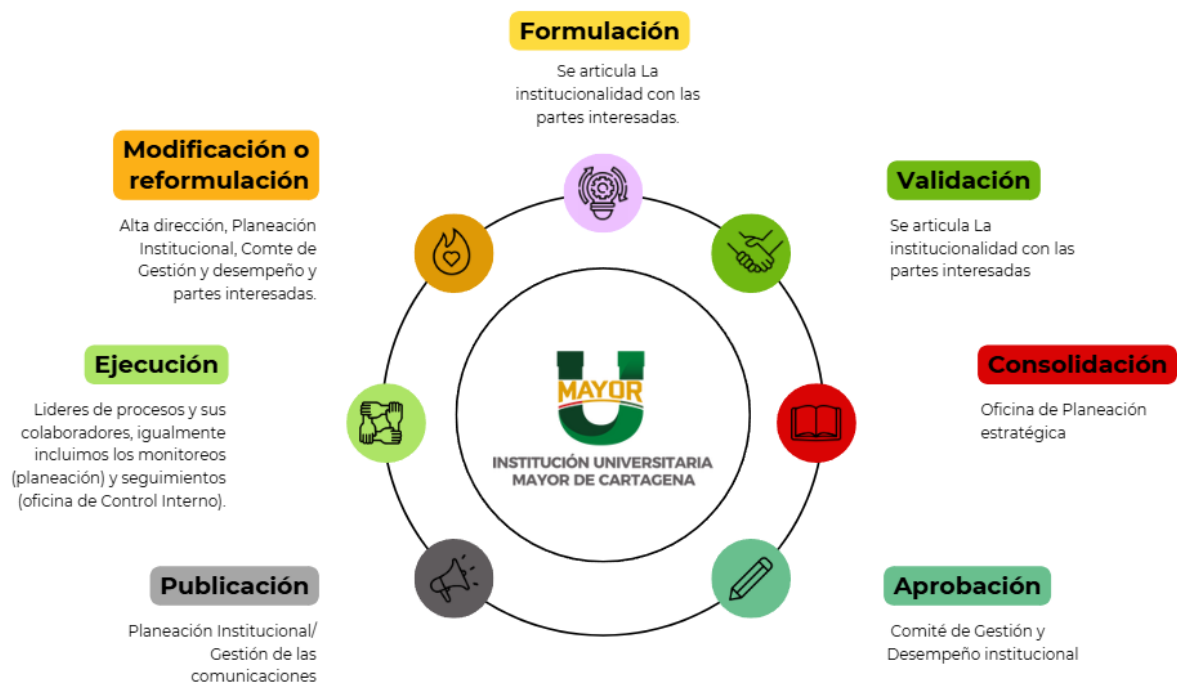 Formulación
Se articula La
institucionalidad con las
partes interesadas.
Validación
Se articula La
institucionalidad con las
partes interesadas
Consolidación
Oficina de Planeación
estratégica
Aprobación
Comité de Gestión y
Desempeño institucional
Publicación
Planeación Institucional/
Gestión de las
comunicaciones
Ejecución
Lideres de procesos y sus
colaboradores, igualmente
incluimos los monitoreos
(planeación) y seguimientos
(oficina de Control Interno).
Modificación o
reformulación
Alta dirección, Planeación
Institucional, Comte de
Gestión y desempeño y
partes interesadas.
U
MAYOR
INSTITUCIÓN UNIVERSITARIA
MAYOR DE CARTAGENA